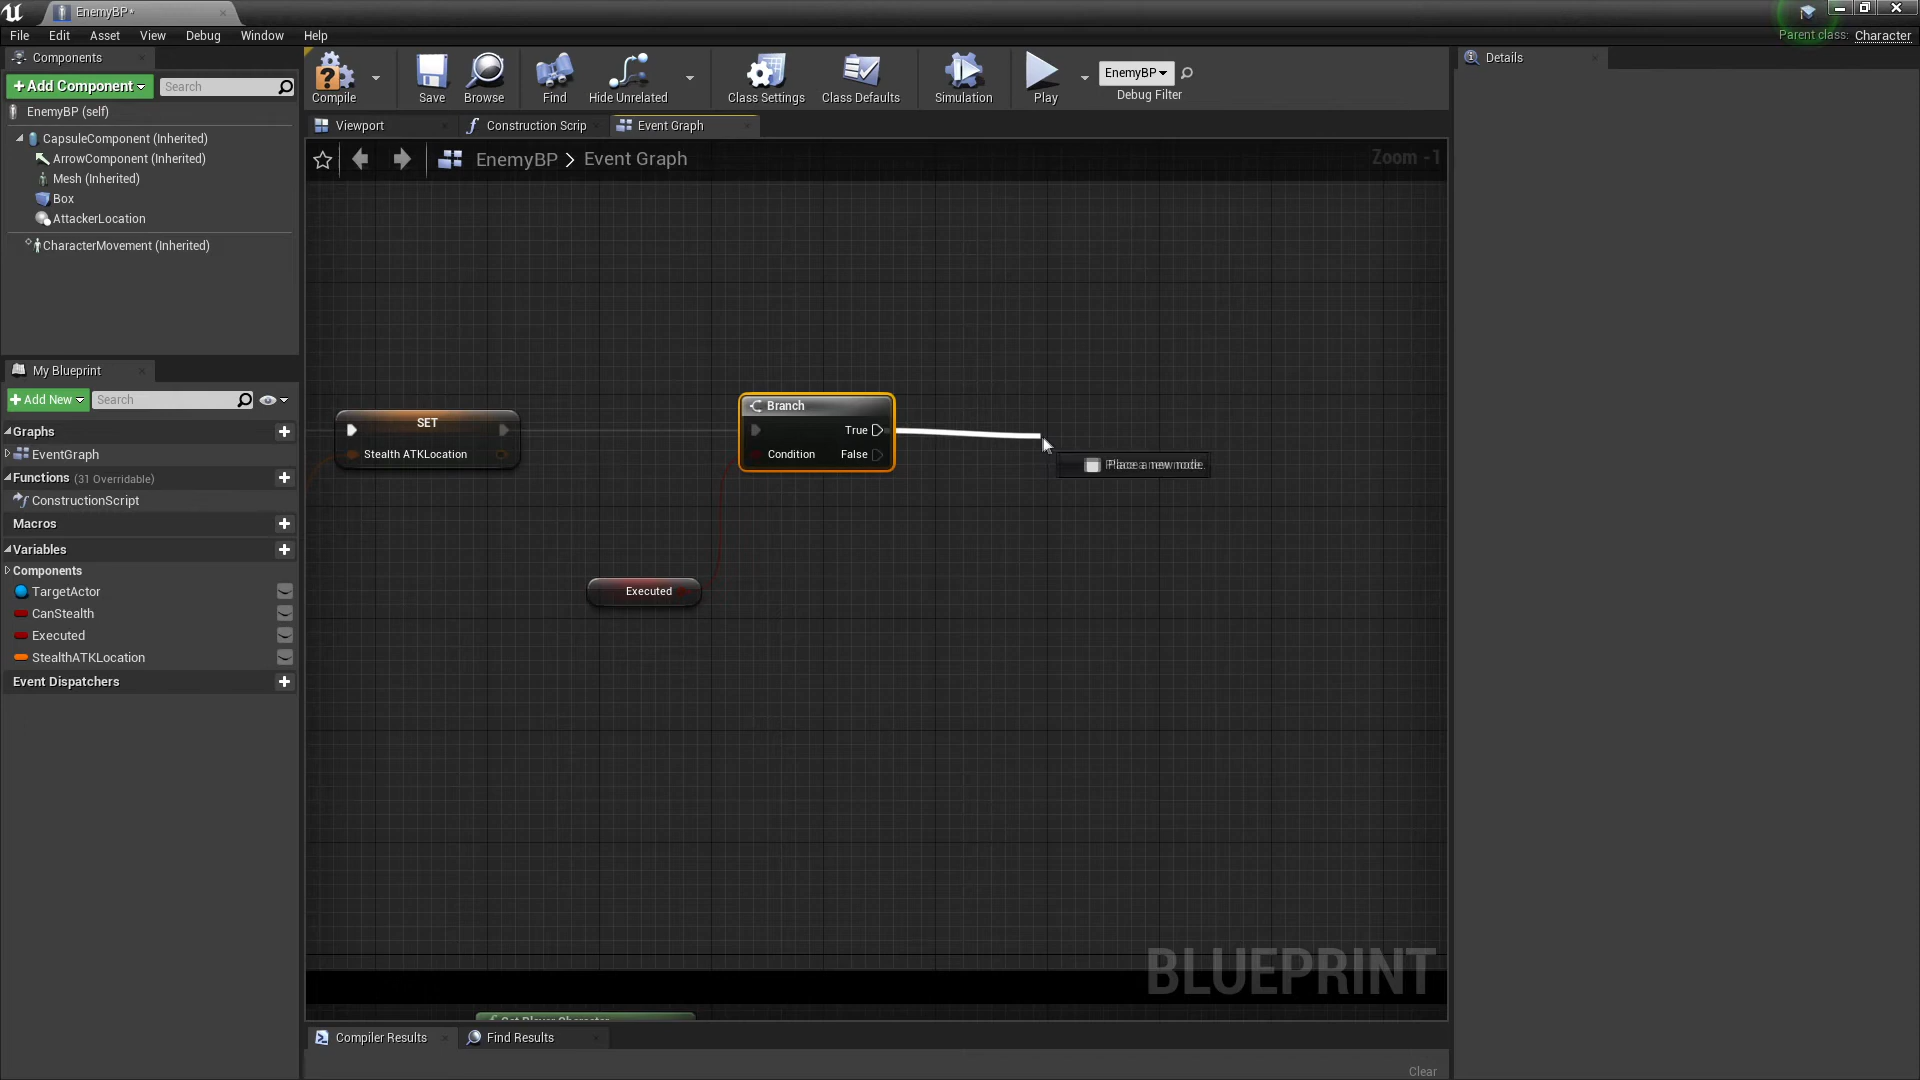 EnemyBP*
File Edit Asset View Debug Window Help
Parent class: Character
Components
+Add Component
Search
EnemyBP (self)
CapsuleComponent (Inherited)
ArrowComponent (Inherited)
Mesh (Inherited)
Box
AttackerLocation
CharacterMovement (Inherited)
Compile
Save
Browse
Find
Hide Unrelated
Class Settings
Class Defaults
Simulation
Play
EnemyBP
Debug Filter
Details
Viewport
Construction Scrip
Event Graph
EnemyBP > Event Graph
Zoom -1
SET
Stealth ATKLocation
Branch
True
Condition
False
Place a new node.
Executed
BLUEPRINT
My Blueprint
+Add New
Search
Graphs
EventGraph
Functions (31 Overridable)
ConstructionScript
Macros
Variables
Components
TargetActor
CanStealth
Executed
StealthATKLocation
Event Dispatchers
Compiler Results
Find Results
Clear